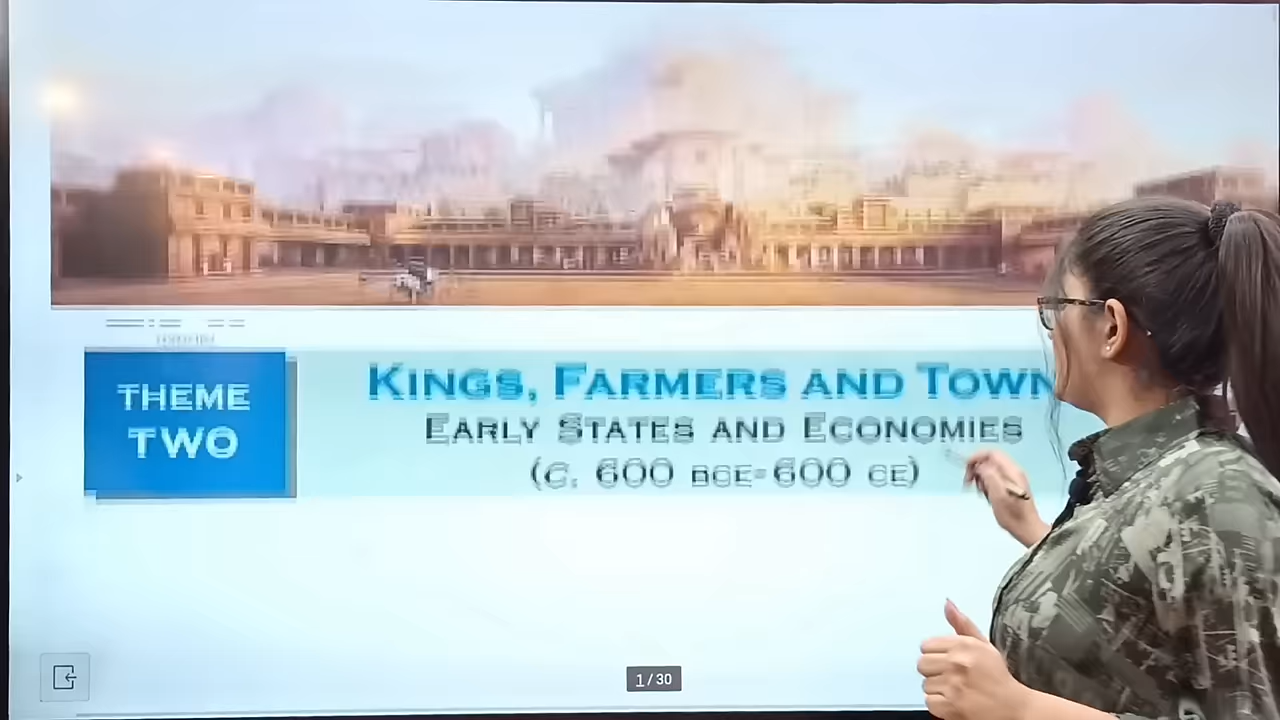 THEME
TWO
KINGS, FARMERS AND TOWN
EARLY STATES AND ECONOMIES
(C. 600 BCE-600 CE)
1 / 30